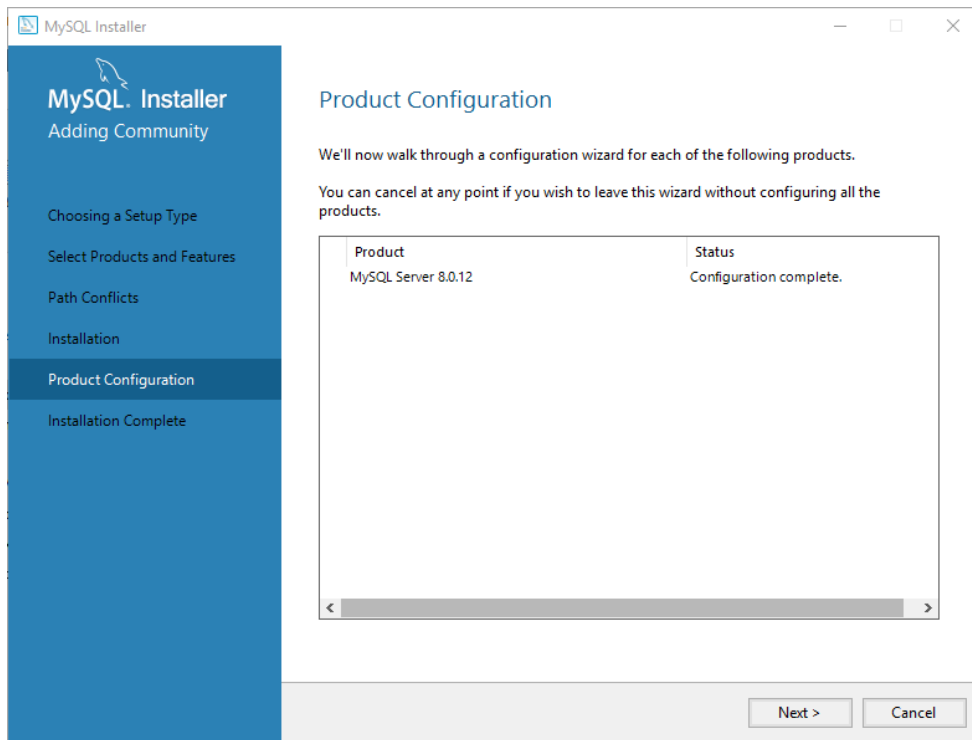 MySQL Installer
MySQL. Installer
Adding Community
Choosing a Setup Type
Select Products and Features
Path Conflicts
Installation
Product Configuration
Installation Complete
Product Configuration
We'll now walk through a configuration wizard for each of the following products.
You can cancel at any point if you wish to leave this wizard without configuring all the
products.
Product Status
MySQL Server 8.0.12 Configuration complete.
Next > Cancel